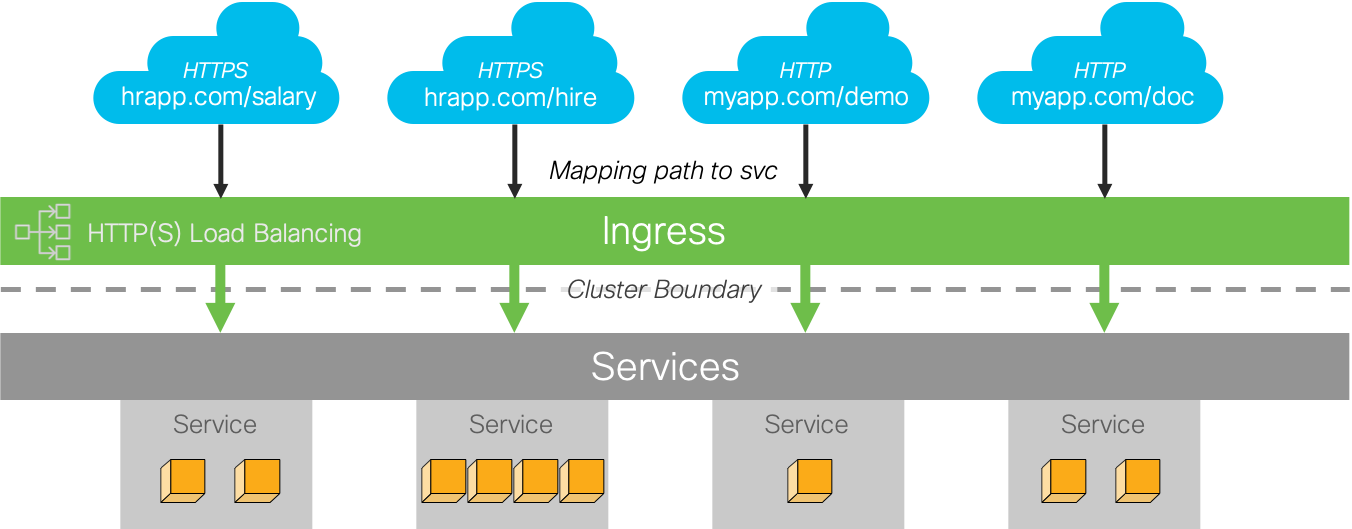 HTTPS
hrapp.com/salary
HTTPS
hrapp.com/hire
HTTP
myapp.com/demo
HTTP
myapp.com/doc
Mapping path to svc
HTTP(S) Load Balancing
Ingress
Cluster Boundary
Services
Service
Service
Service
Service